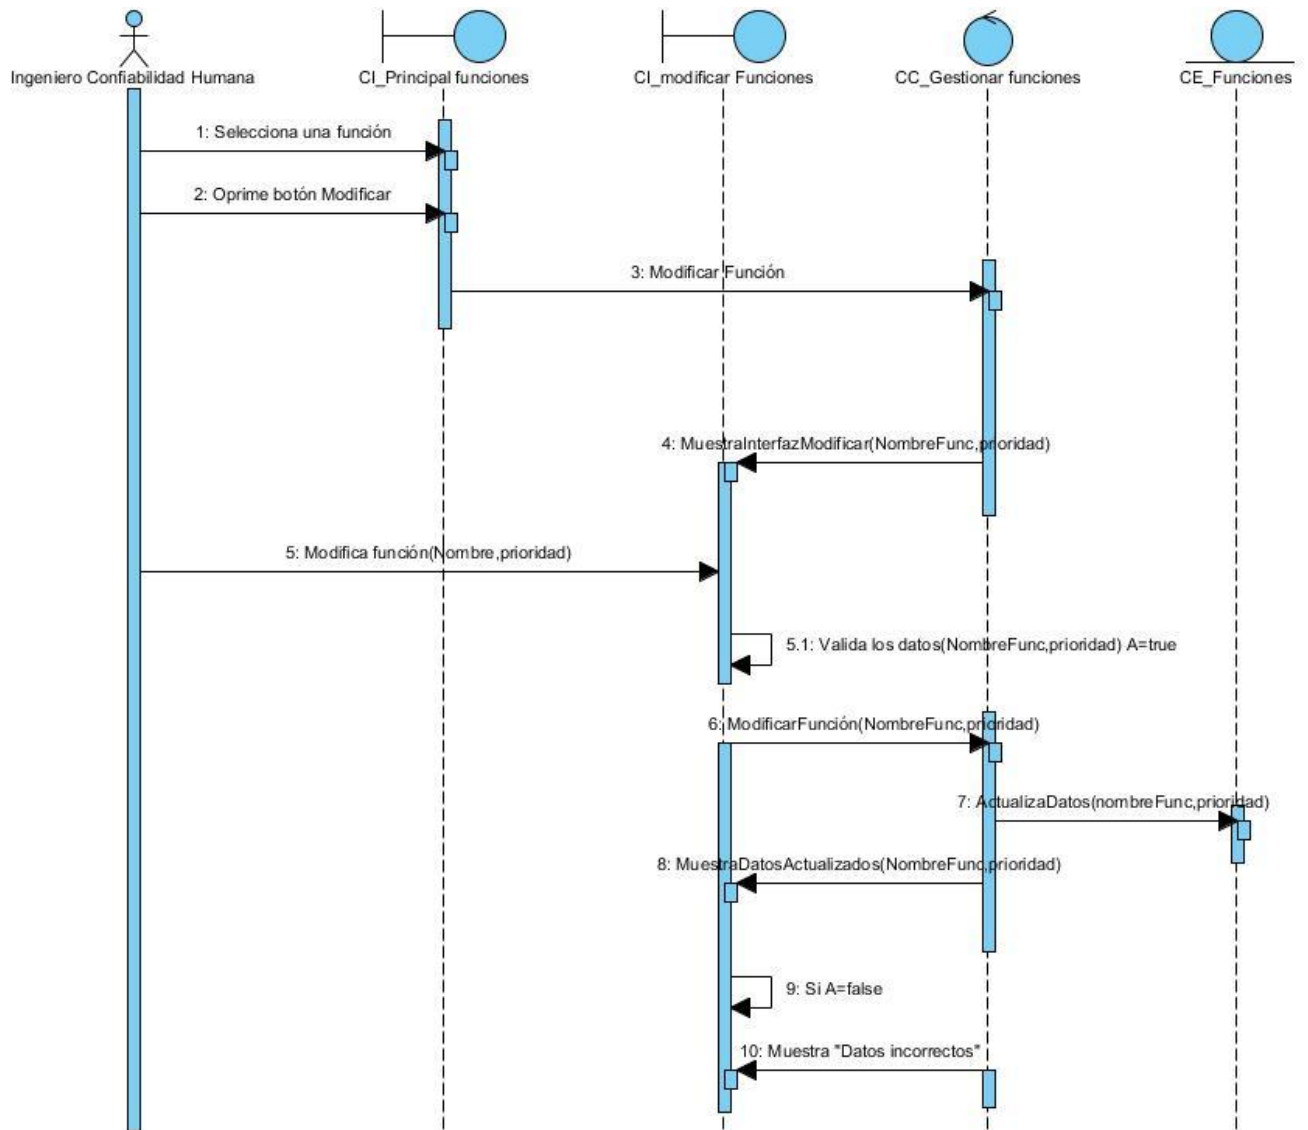 Ingeniero Confiabilidad Humana
CI_Principal funciones
CI_modificar Funciones
CC_Gestionar funciones
CE_Funciones
1: Selecciona una función
2: Oprime botón Modificar
3: Modificar Función
4: MuestraInterfazModificar(NombreFunc,prioridad)
5: Modifica función(Nombre,prioridad)
5.1: Valida los datos(NombreFunc,prioridad) A=true
6: ModificarFunción(NombreFunc,prioridad)
7: ActualizaDatos(nombreFunc,prioridad)
8: MuestraDatosActualizados(NombreFunc,prioridad)
9: Si A=false
10: Muestra "Datos incorrectos"